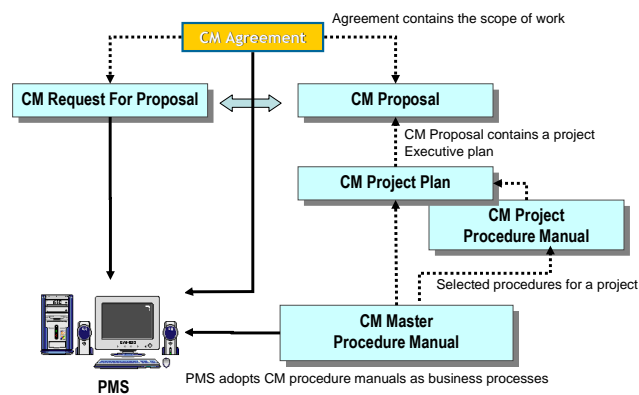 Agreement contains the scope of work
CM Agreement
CM Request For Proposal
CM Proposal
CM Proposal contains a project
Executive plan
CM Project Plan
CM Project
Procedure Manual
Selected procedures for a project
CM Master
Procedure Manual
PMS
PMS adopts CM procedure manuals as business processes